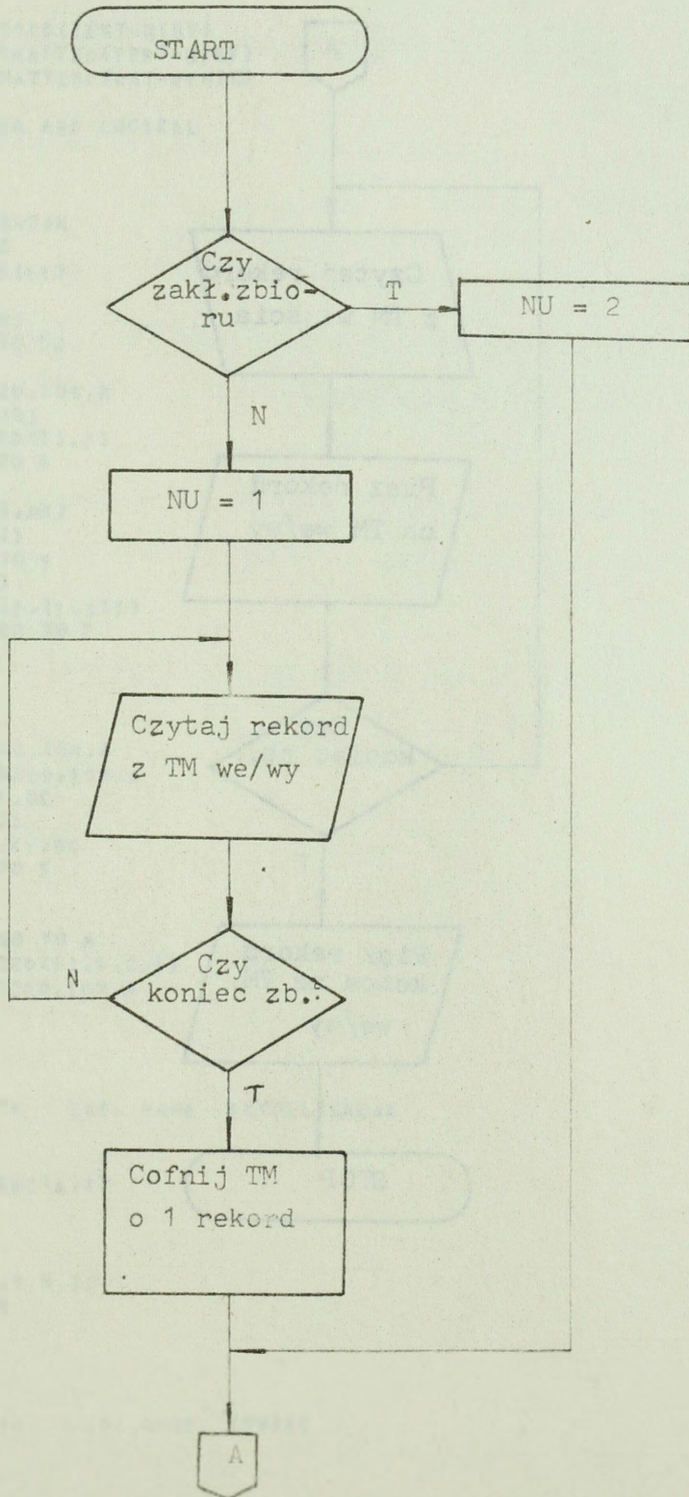 START
Czy
zakł.zbio-
ru
T
NU = 2
N
NU = 1
Czytaj rekord
z TM we/wy
Czy
koniec zb.?
N
T
Cofnij TM
o 1 rekord
A